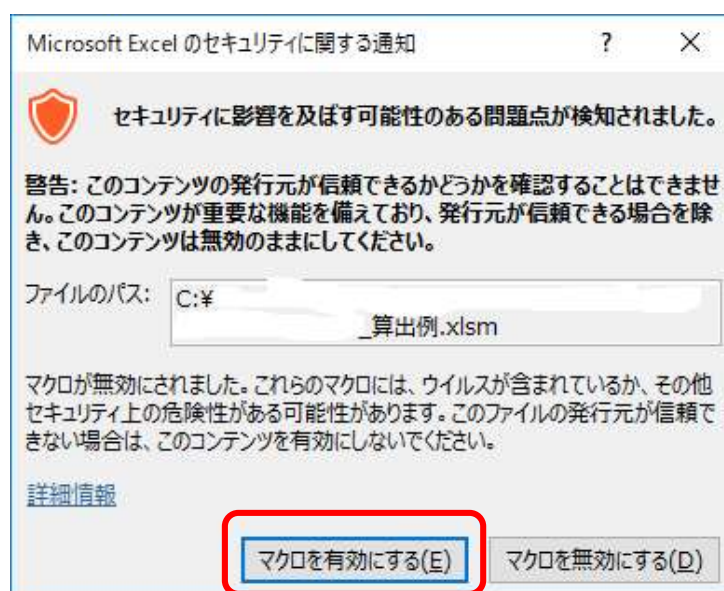 Microsoft Excel のセキュリティに関する通知 ? ×
セキュリティに影響を及ぼす可能性のある問題点が検知されました。
警告: このコンテンツの発行元が信頼できるかどうかを確認することはできませ
ん。このコンテンツが重要な機能を備えており、発行元が信頼できる場合を除
き、このコンテンツは無効のままにしてください。
ファイルのパス: C:¥
_算出例.xlsm
マクロが無効にされました。これらのマクロには、ウイルスが含まれているか、その他
セキュリティ上の危険性がある可能性があります。このファイルの発行元が信頼で
きない場合は、このコンテンツを有効にしないでください。
詳細情報
マクロを有効にする(E) マクロを無効にする(D)